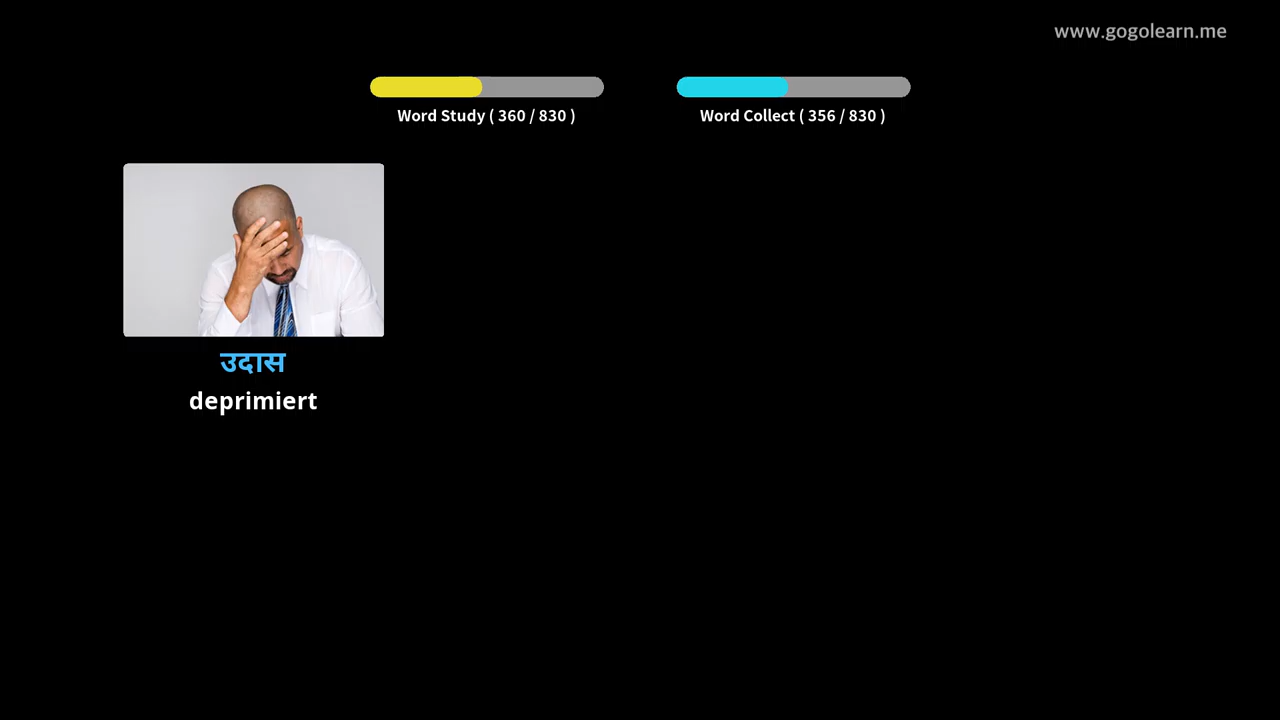 www.gogolearn.me
Word Study ( 360 / 830 )
Word Collect ( 356 / 830 )
उदास
deprimiert